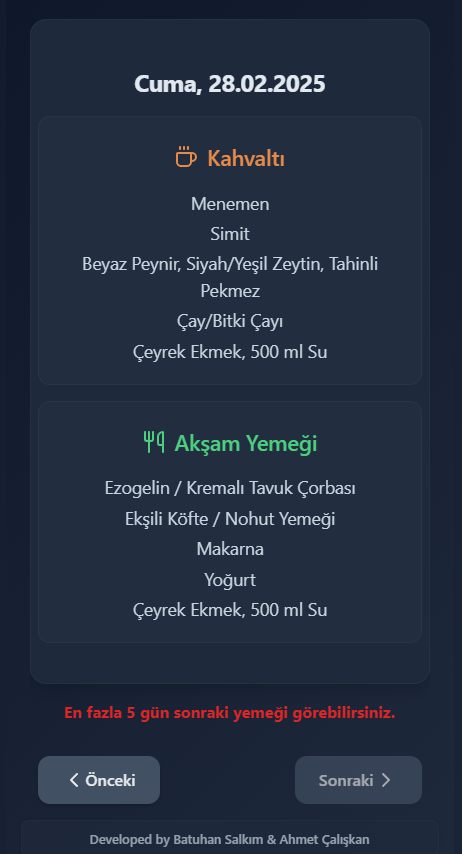 Cuma, 28.02.2025
Kahvaltı
Menemen
Simit
Beyaz Peynir, Siyah/Yeşil Zeytin, Tahinli
Pekmez
Çay/Bitki Çayı
Çeyrek Ekmek, 500 ml Su
Akşam Yemeği
Ezogelin / Kremalı Tavuk Çorbası
Ekşili Köfte / Nohut Yemeği
Makarna
Yoğurt
Çeyrek Ekmek, 500 ml Su
En fazla 5 gün sonraki yemeği görebilirsiniz.
Önceki
Sonraki
Developed by Batuhan Salkım & Ahmet Çalışkan